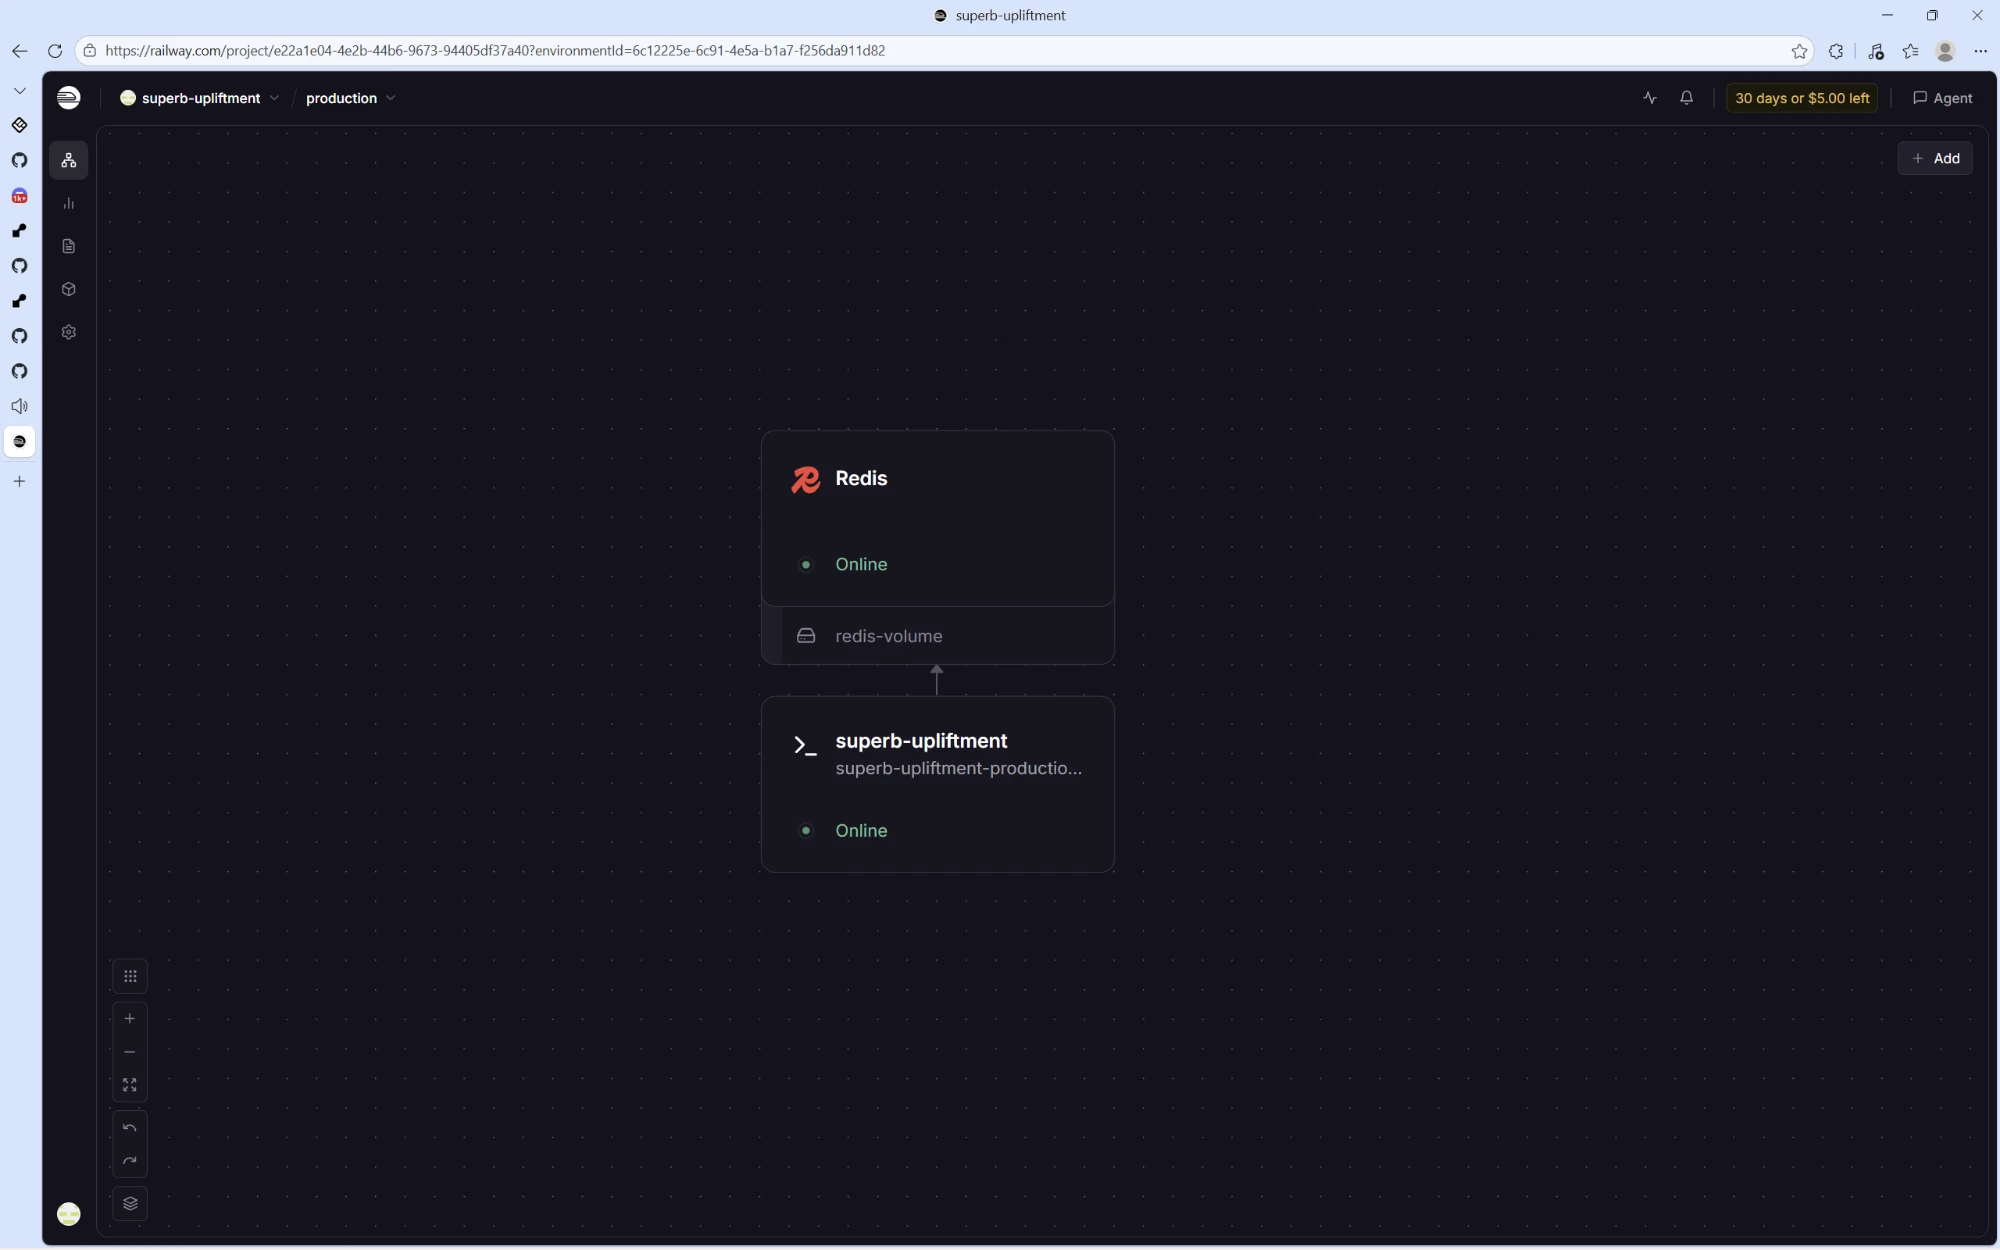 superb-upliftment
https://railway.com/project/e22a1e04-4e2b-44b6-9673-94405df37a40?environmentId=6c12225e-6c91-4e5a-b1a7-f256da911d82
superb-upliftment / production
30 days or $5.00 left
Agent
1k+
Add
Redis
Online
redis-volume
superb-upliftment
superb-upliftment-productio...
Online